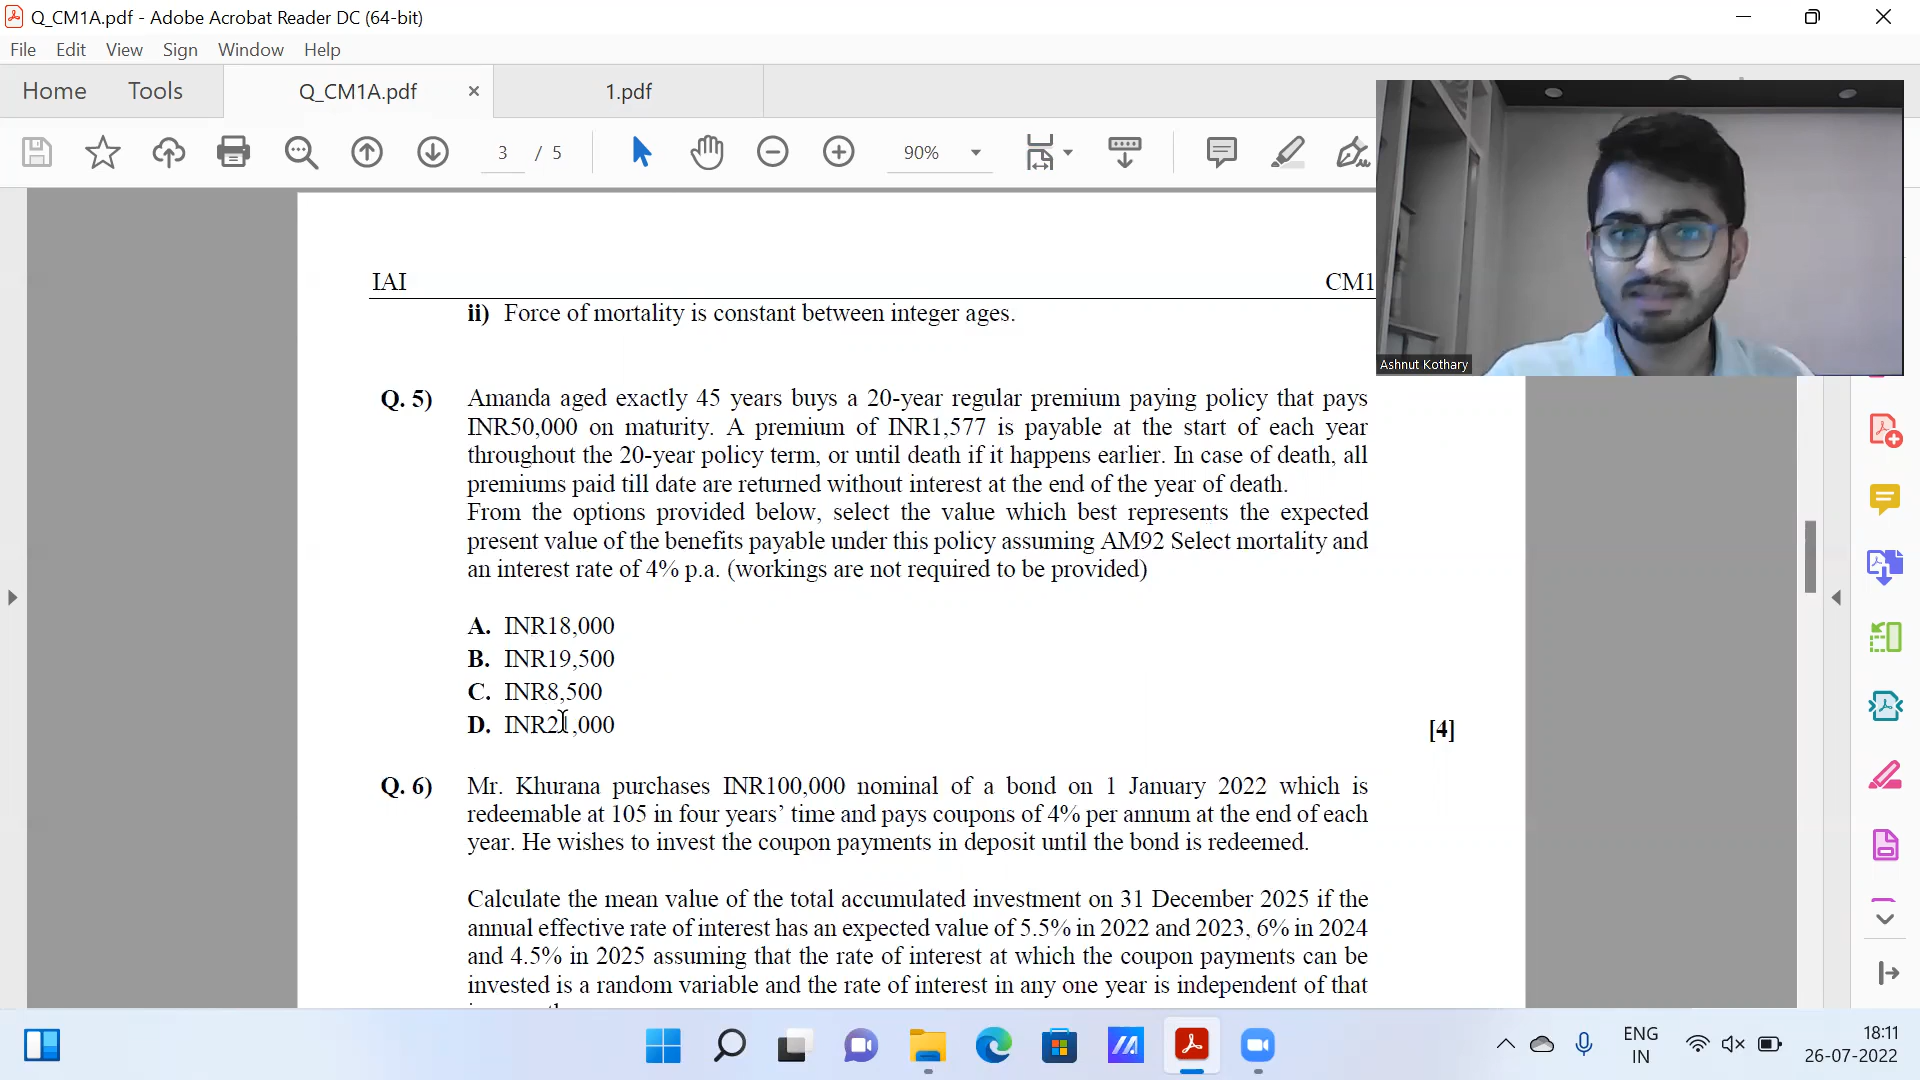 Q_CM1A.pdf - Adobe Acrobat Reader DC (64-bit)
File Edit View Sign Window Help
Home Tools Q_CM1A.pdf × 1.pdf
3 / 5 90%
IAI CM1
ii) Force of mortality is constant between integer ages.
Q. 5) Amanda aged exactly 45 years buys a 20-year regular premium paying policy that pays
INR50,000 on maturity. A premium of INR1,577 is payable at the start of each year
throughout the 20-year policy term, or until death if it happens earlier. In case of death, all
premiums paid till date are returned without interest at the end of the year of death.
From the options provided below, select the value which best represents the expected
present value of the benefits payable under this policy assuming AM92 Select mortality and
an interest rate of 4% p.a. (workings are not required to be provided)
A. INR18,000
B. INR19,500
C. INR8,500
D. INR21,000
[4]
Q. 6) Mr. Khurana purchases INR100,000 nominal of a bond on 1 January 2022 which is
redeemable at 105 in four years’ time and pays coupons of 4% per annum at the end of each
year. He wishes to invest the coupon payments in deposit until the bond is redeemed.
Calculate the mean value of the total accumulated investment on 31 December 2025 if the
annual effective rate of interest has an expected value of 5.5% in 2022 and 2023, 6% in 2024
and 4.5% in 2025 assuming that the rate of interest at which the coupon payments can be
invested is a random variable and the rate of interest in any one year is independent of that
Ashnut Kothary
ENG
IN
18:11
26-07-2022